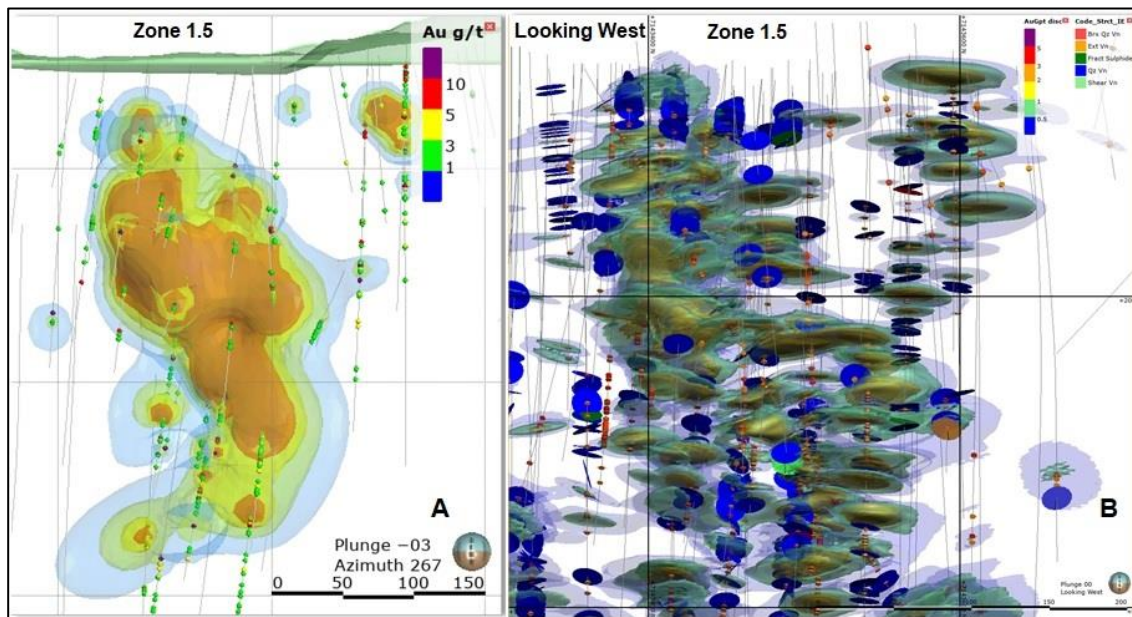 Zone 1.5
Au g/t
10
5
3
1
A
Plunge −03
Azimuth 267
0 50 100 150
Looking West
Zone 1.5
AuGpt disc
5
3
2
1
0.5
Code_Strct_IE
Brx Qz Vn
Ext Vn
Fract Sulphide
Qz Vn
Shear Vn
B
Plunge 00
Looking West
150
200